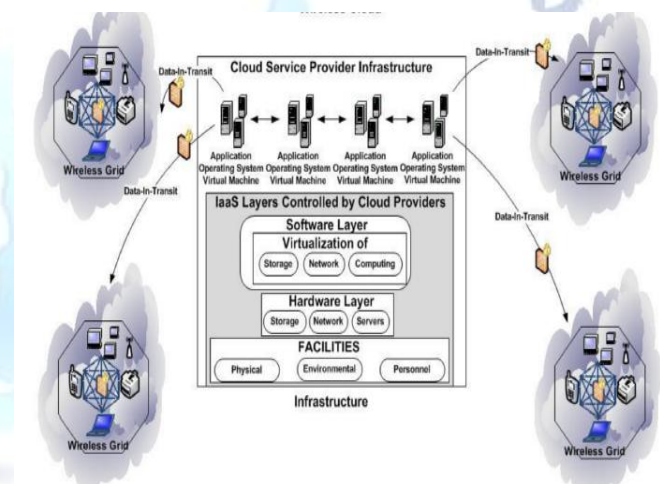 Data-In-Transit
Cloud Service Provider Infrastructure
Data-In-Transit
Wireless Grid
Application
Operating System
Virtual Machine
Application
Operating System
Virtual Machine
Application
Operating System
Virtual Machine
Application
Operating System
Virtual Machine
Wireless Grid
Data-In-Transit
IaaS Layers Controlled by Cloud Providers
Software Layer
Virtualization of
Storage
Network
Computing
Data-In-Transit
Hardware Layer
Storage
Network
Servers
FACILITIES
Physical
Environmental
Personnel
Infrastructure
Wireless Grid
Wireless Grid